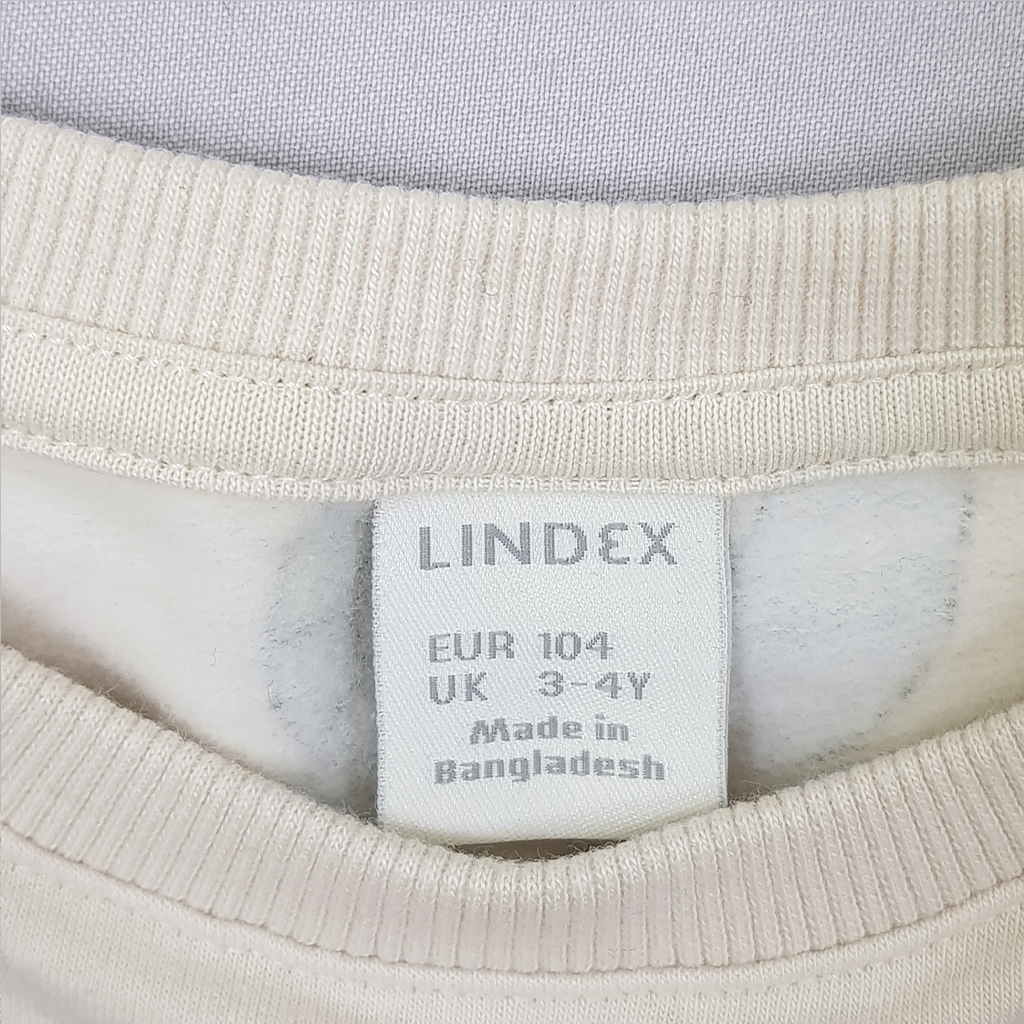 LINDEX
EUR 104
UK 3-4Y
Made in
Bangladesh